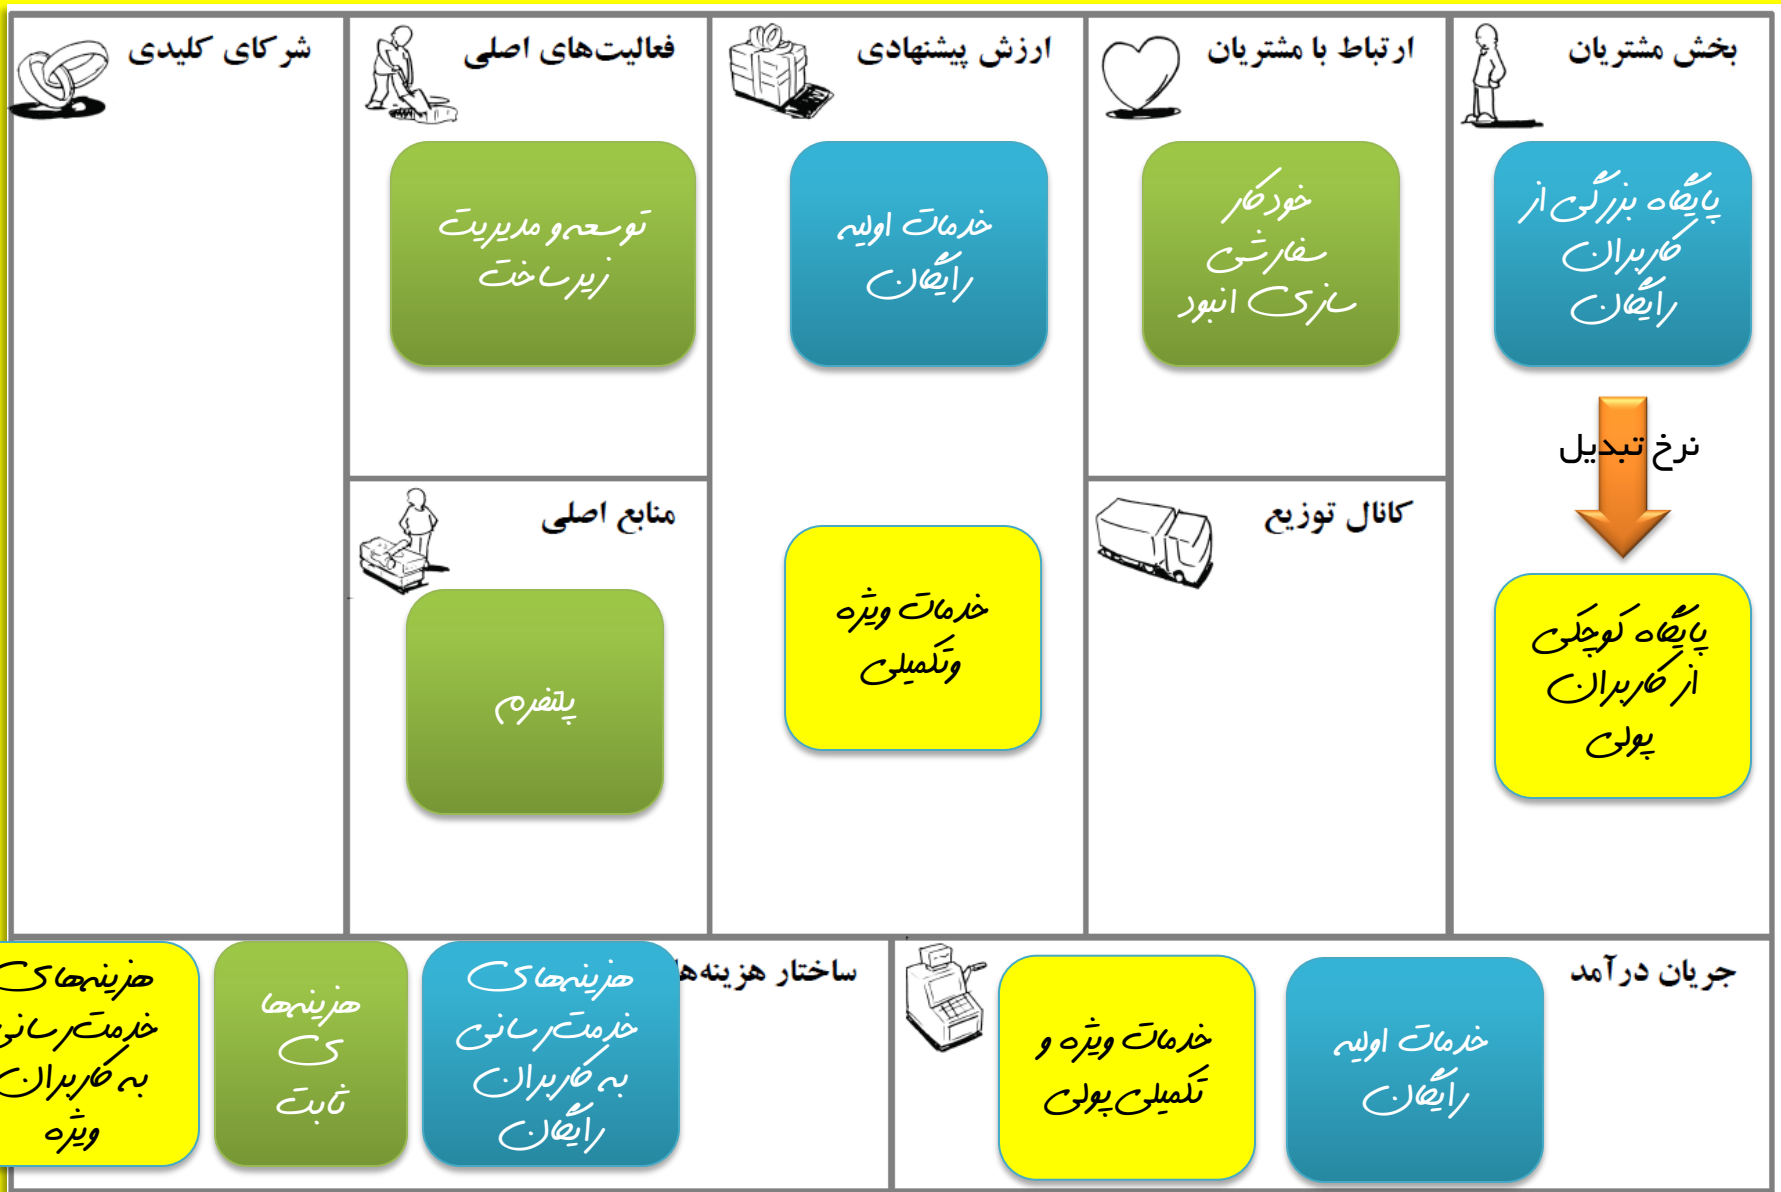 بخش مشتریان
پایگاه بزرگی از
کاربران
رایگان
نرخ تبدیل
پایگاه کوچکی
از کاربران
پولی
ارتباط با مشتریان
خودکار
سفارشی
سازی انبود
کانال توزیع
ارزش پیشنهادی
خدمات اولیه
رایگان
خدمات ویژه
وتکمیلی
فعالیت‌های اصلی
توسعه و مدیریت
زیرساخت
منابع اصلی
پلتفرم
شرکای کلیدی
جریان درآمد
خدمات اولیه
رایگان
خدمات ویژه و
تکمیلی پولی
ساختار هزینه‌ها
هزینه‌های
خدمت‌رسانی
به کاربران
رایگان
هزینه‌ها
ی
ثابت
هزینه‌های
خدمت‌رسانی
به کاربران
ویژه